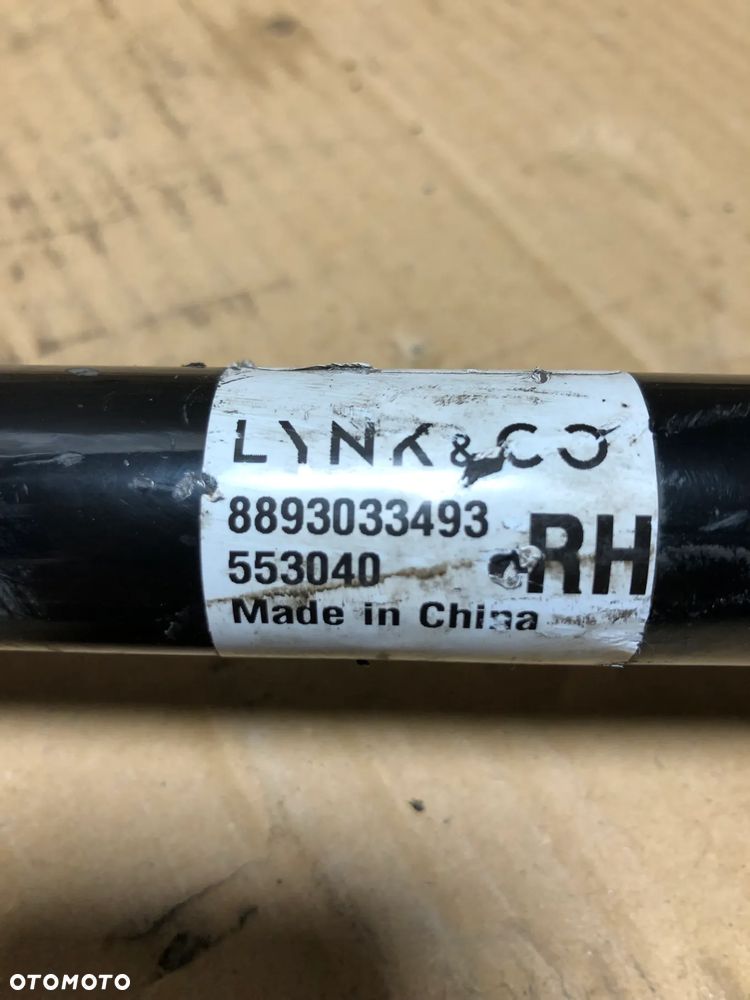 LYNK & CO
8893033493
553040
RH
Made in China
OTOMOTO